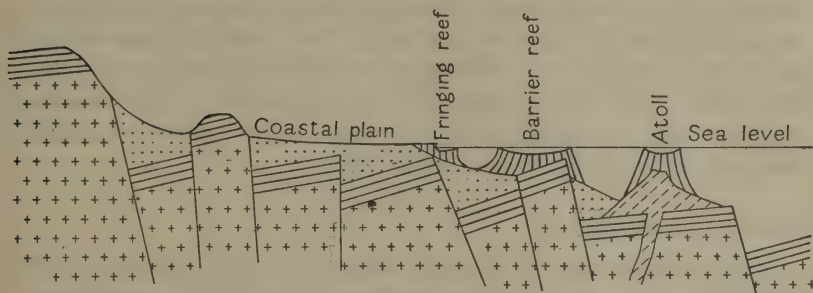 Coastal plain
Fringing reef
Barrier reef
Atoll
Sea level